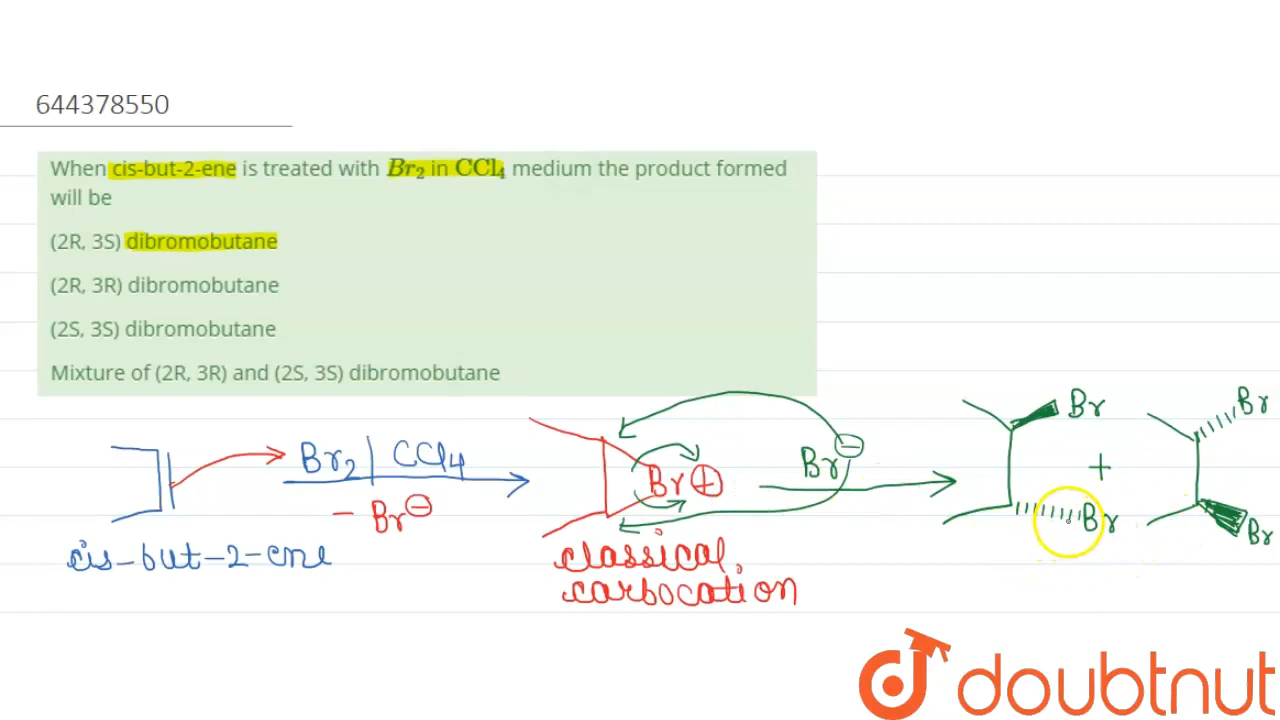 644378550
When cis-but-2-ene is treated with Br₂ in CCl₄ medium the product formed
will be
(2R, 3S) dibromobutane
(2R, 3R) dibromobutane
(2S, 3S) dibromobutane
Mixture of (2R, 3R) and (2S, 3S) dibromobutane
Br₂ | CCl₄
- Br⊖
cis-but-2-ene
Br⊕
classical
carbocation
Br⊖
Br
Br
+
Br
Br
doubtnut